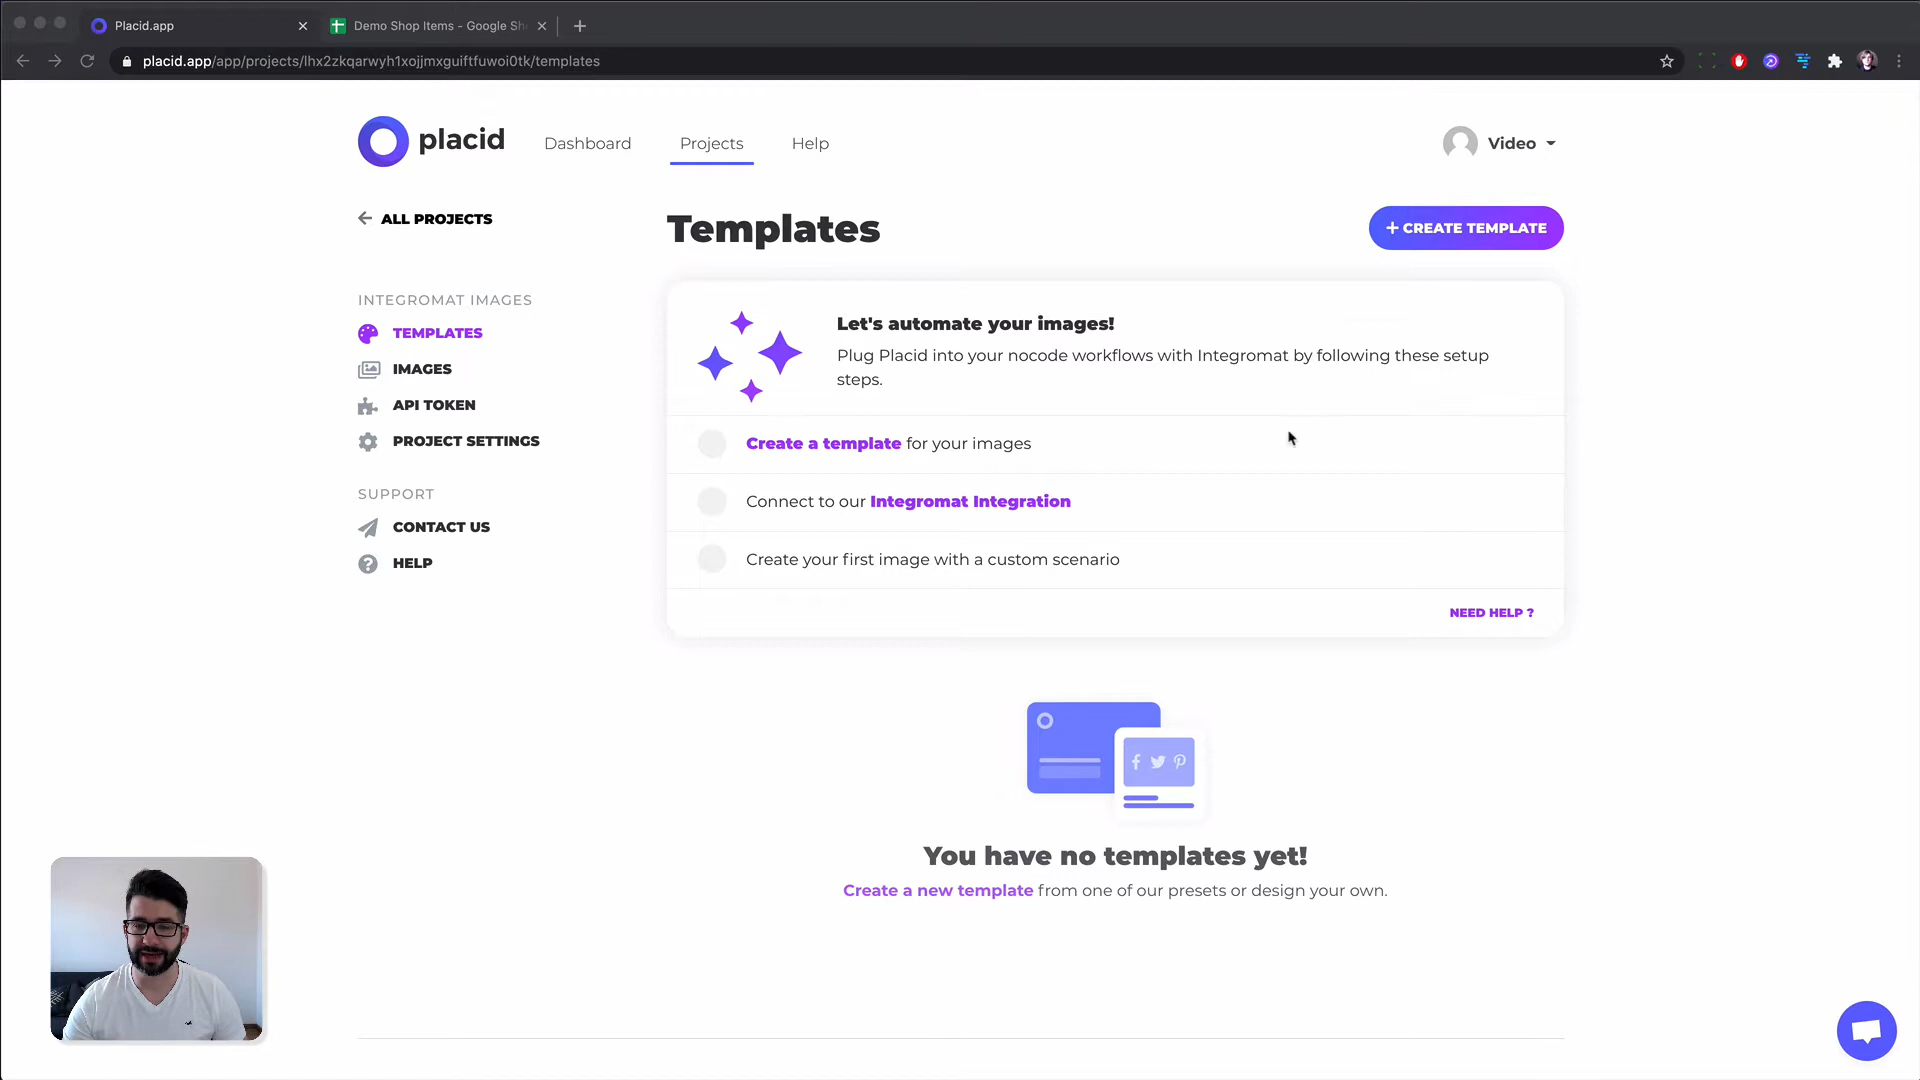 Placid.app
Demo Shop Items - Google She
placid.app/app/projects/lhx2zkqarwyh1xojjmxguiftfuwoi0tk/templates
placid
Dashboard
Projects
Help
Video
ALL PROJECTS
Templates
+ CREATE TEMPLATE
INTEGROMAT IMAGES
TEMPLATES
IMAGES
API TOKEN
PROJECT SETTINGS
SUPPORT
CONTACT US
HELP
Let's automate your images!
Plug Placid into your nocode workflows with Integromat by following these setup
steps.
Create a template for your images
Connect to our Integromat Integration
Create your first image with a custom scenario
NEED HELP ?
You have no templates yet!
Create a new template from one of our presets or design your own.